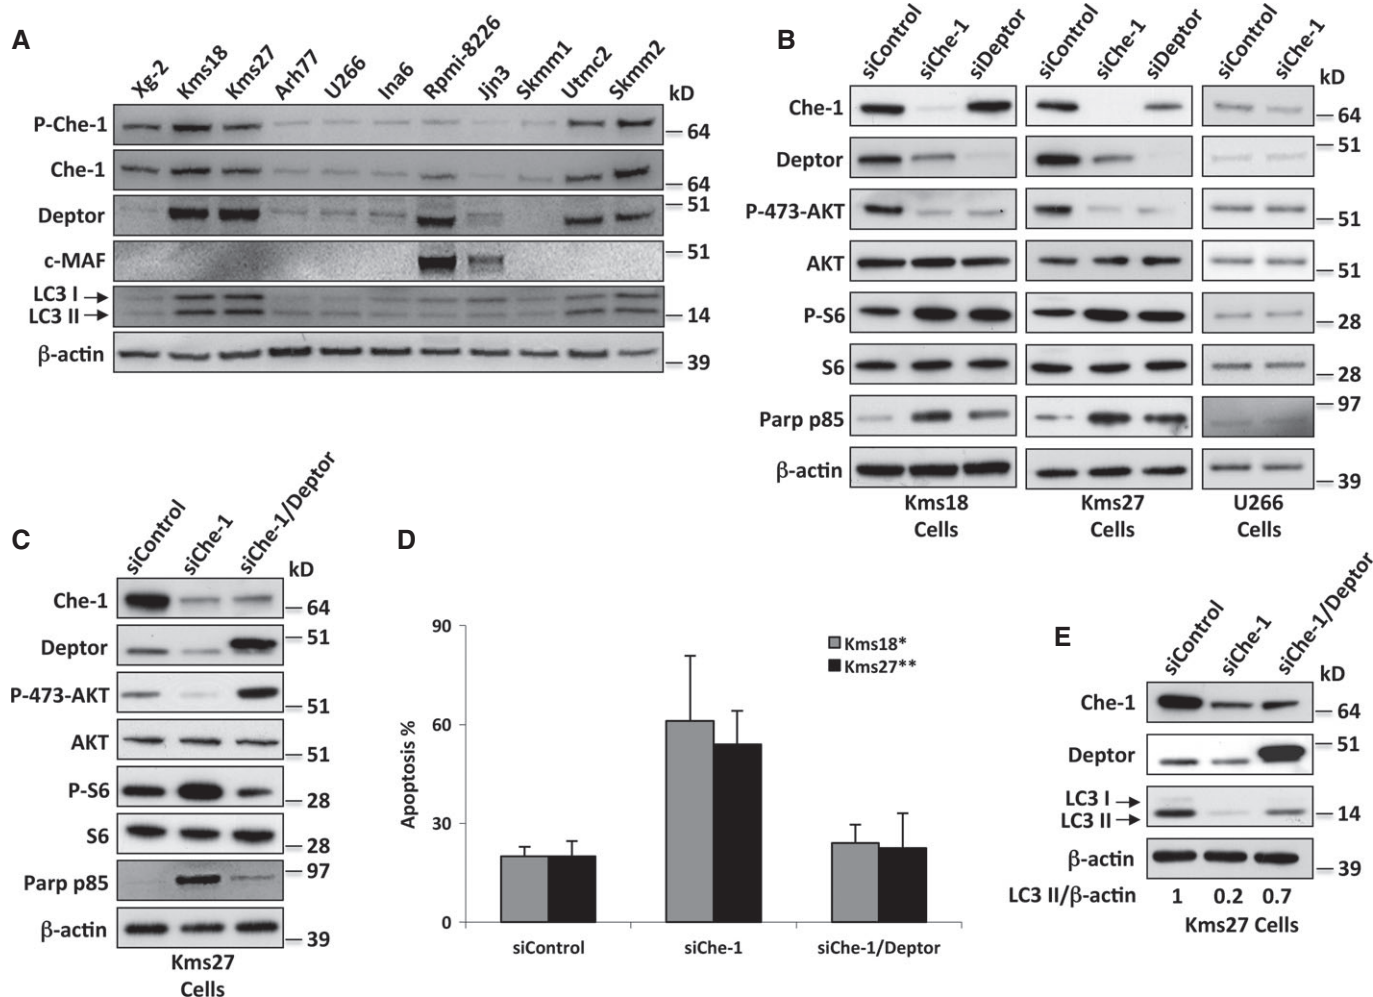 A
Xg-2 Kms18 Kms27 Arh77 U266 Ina6 Rpmi-8226 Jjn3 Skmm1 Utmc2 Skmm2
kD
P-Che-1 64
Che-1 64
Deptor 51
c-MAF 51
LC3 I
LC3 II 14
β-actin 39
B
siControl siChe-1 siDeptor siControl siChe-1 siDeptor siControl siChe-1
kD
Che-1 64
Deptor 51
P-473-AKT 51
AKT 51
P-S6 28
S6 28
Parp p85 97
β-actin 39
Kms18 Kms27 U266
Cells Cells Cells
C
siControl siChe-1 siChe-1/Deptor
kD
Che-1 64
Deptor 51
P-473-AKT 51
AKT 51
P-S6 28
S6 28
Parp p85 97
β-actin 39
Kms27
Cells
D
Apoptosis %
90
60
30
0
Kms18*
Kms27**
siControl siChe-1 siChe-1/Deptor
E
siControl siChe-1 siChe-1/Deptor
kD
Che-1 64
Deptor 51
LC3 I
LC3 II 14
β-actin 39
LC3 II/β-actin 1 0.2 0.7
Kms27 Cells